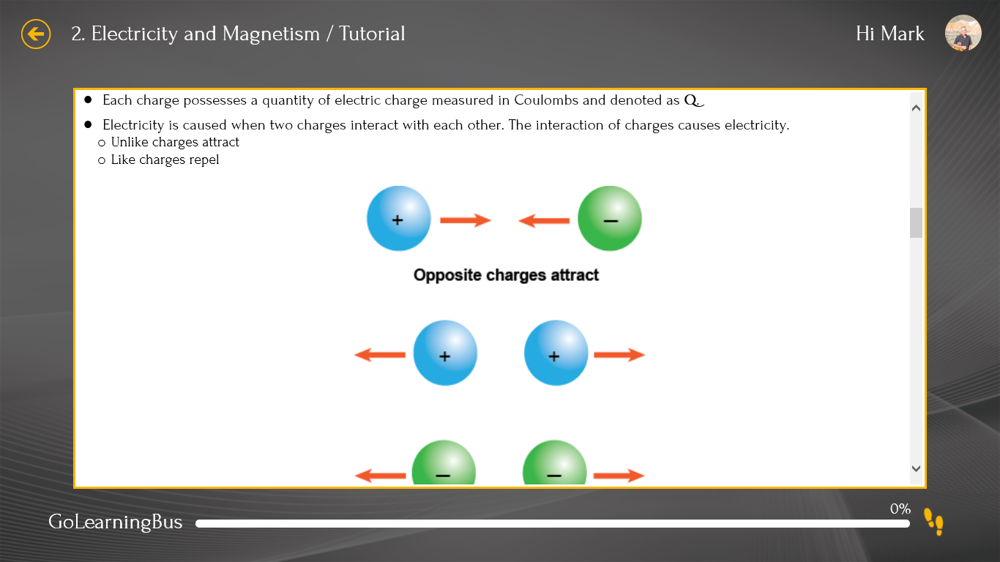 2. Electricity and Magnetism / Tutorial
Hi Mark
● Each charge possesses a quantity of electric charge measured in Coulombs and denoted as Q.
● Electricity is caused when two charges interact with each other. The interaction of charges causes electricity.
o Unlike charges attract
o Like charges repel
+ −
Opposite charges attract
+ +
− −
0%
GoLearningBus